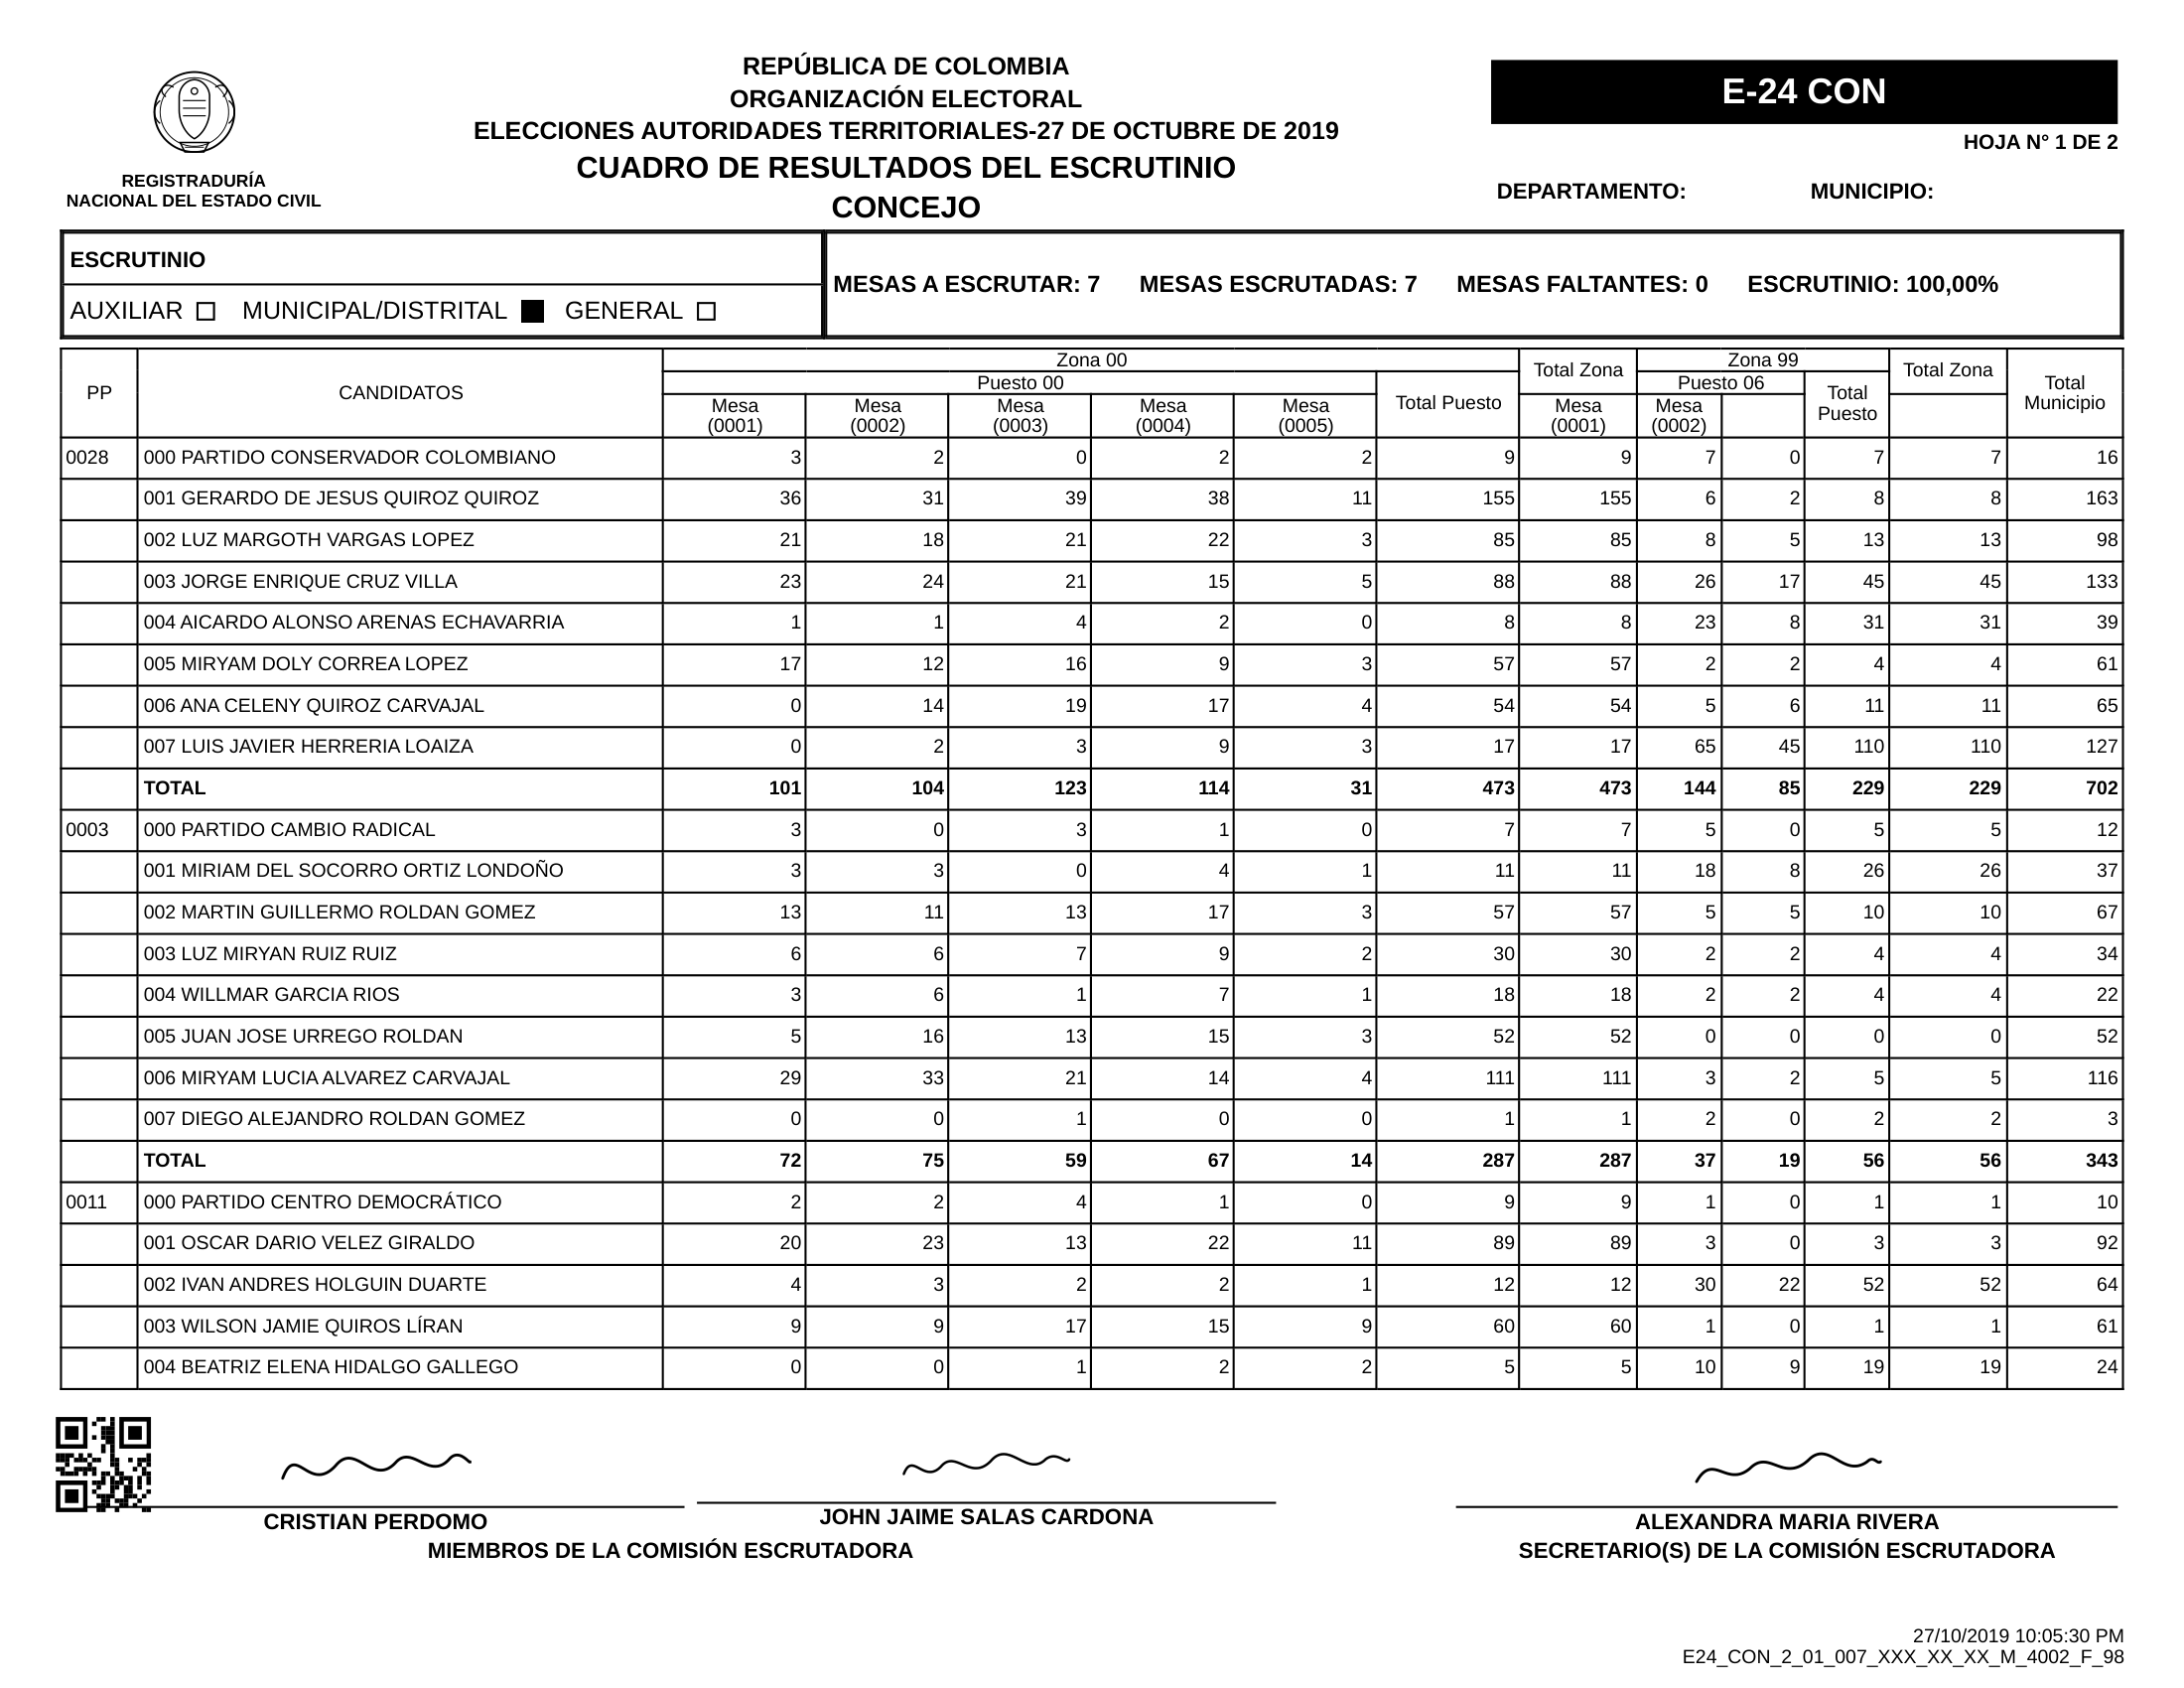 REPÚBLICA DE COLOMBIA
ORGANIZACIÓN ELECTORAL
ELECCIONES AUTORIDADES TERRITORIALES-27 DE OCTUBRE DE 2019
CUADRO DE RESULTADOS DEL ESCRUTINIO
CONCEJO
REGISTRADURÍA
NACIONAL DEL ESTADO CIVIL
E-24 CON
HOJA N° 1 DE 2
DEPARTAMENTO: MUNICIPIO:
ESCRUTINIO
AUXILIAR MUNICIPAL/DISTRITAL GENERAL
MESAS A ESCRUTAR: 7 MESAS ESCRUTADAS: 7 MESAS FALTANTES: 0 ESCRUTINIO: 100,00%
PP CANDIDATOS Zona 00 Total Zona Zona 99 Total Zona Total Municipio
Puesto 00 Total Puesto Puesto 06 Total Puesto
Mesa (0001) Mesa (0002) Mesa (0003) Mesa (0004) Mesa (0005) Mesa (0001) Mesa (0002)
0028 000 PARTIDO CONSERVADOR COLOMBIANO 3 2 0 2 2 9 9 7 0 7 7 16
001 GERARDO DE JESUS QUIROZ QUIROZ 36 31 39 38 11 155 155 6 2 8 8 163
002 LUZ MARGOTH VARGAS LOPEZ 21 18 21 22 3 85 85 8 5 13 13 98
003 JORGE ENRIQUE CRUZ VILLA 23 24 21 15 5 88 88 26 17 45 45 133
004 AICARDO ALONSO ARENAS ECHAVARRIA 1 1 4 2 0 8 8 23 8 31 31 39
005 MIRYAM DOLY CORREA LOPEZ 17 12 16 9 3 57 57 2 2 4 4 61
006 ANA CELENY QUIROZ CARVAJAL 0 14 19 17 4 54 54 5 6 11 11 65
007 LUIS JAVIER HERRERIA LOAIZA 0 2 3 9 3 17 17 65 45 110 110 127
TOTAL 101 104 123 114 31 473 473 144 85 229 229 702
0003 000 PARTIDO CAMBIO RADICAL 3 0 3 1 0 7 7 5 0 5 5 12
001 MIRIAM DEL SOCORRO ORTIZ LONDOÑO 3 3 0 4 1 11 11 18 8 26 26 37
002 MARTIN GUILLERMO ROLDAN GOMEZ 13 11 13 17 3 57 57 5 5 10 10 67
003 LUZ MIRYAN RUIZ RUIZ 6 6 7 9 2 30 30 2 2 4 4 34
004 WILLMAR GARCIA RIOS 3 6 1 7 1 18 18 2 2 4 4 22
005 JUAN JOSE URREGO ROLDAN 5 16 13 15 3 52 52 0 0 0 0 52
006 MIRYAM LUCIA ALVAREZ CARVAJAL 29 33 21 14 4 111 111 3 2 5 5 116
007 DIEGO ALEJANDRO ROLDAN GOMEZ 0 0 1 0 0 1 1 2 0 2 2 3
TOTAL 72 75 59 67 14 287 287 37 19 56 56 343
0011 000 PARTIDO CENTRO DEMOCRÁTICO 2 2 4 1 0 9 9 1 0 1 1 10
001 OSCAR DARIO VELEZ GIRALDO 20 23 13 22 11 89 89 3 0 3 3 92
002 IVAN ANDRES HOLGUIN DUARTE 4 3 2 2 1 12 12 30 22 52 52 64
003 WILSON JAMIE QUIROS LÍRAN 9 9 17 15 9 60 60 1 0 1 1 61
004 BEATRIZ ELENA HIDALGO GALLEGO 0 0 1 2 2 5 5 10 9 19 19 24
CRISTIAN PERDOMO JOHN JAIME SALAS CARDONA ALEXANDRA MARIA RIVERA
MIEMBROS DE LA COMISIÓN ESCRUTADORA SECRETARIO(S) DE LA COMISIÓN ESCRUTADORA
27/10/2019 10:05:30 PM
E24_CON_2_01_007_XXX_XX_XX_M_4002_F_98